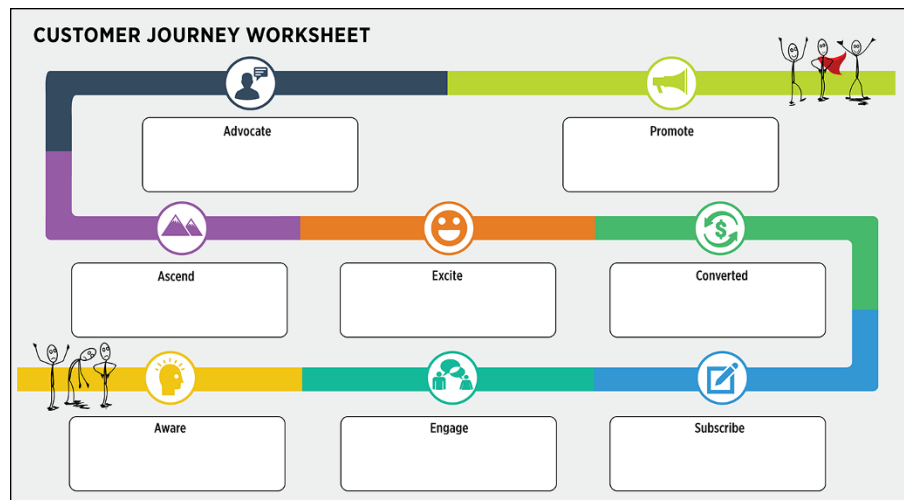 CUSTOMER JOURNEY WORKSHEET
Advocate
Promote
Ascend
Excite
Converted
Aware
Engage
Subscribe